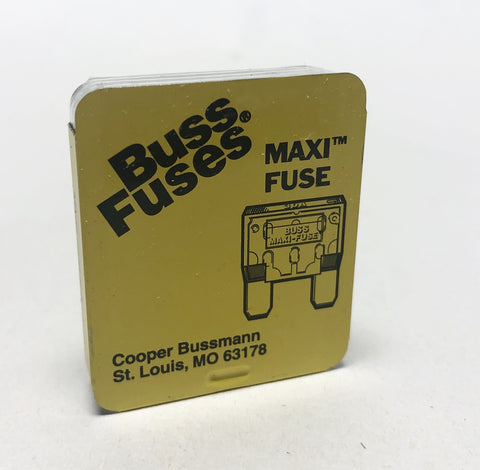 Buss®
Fuses
MAXI™
FUSE
BUSS
MAXI-FUSE
Cooper Bussmann
St. Louis, MO 63178